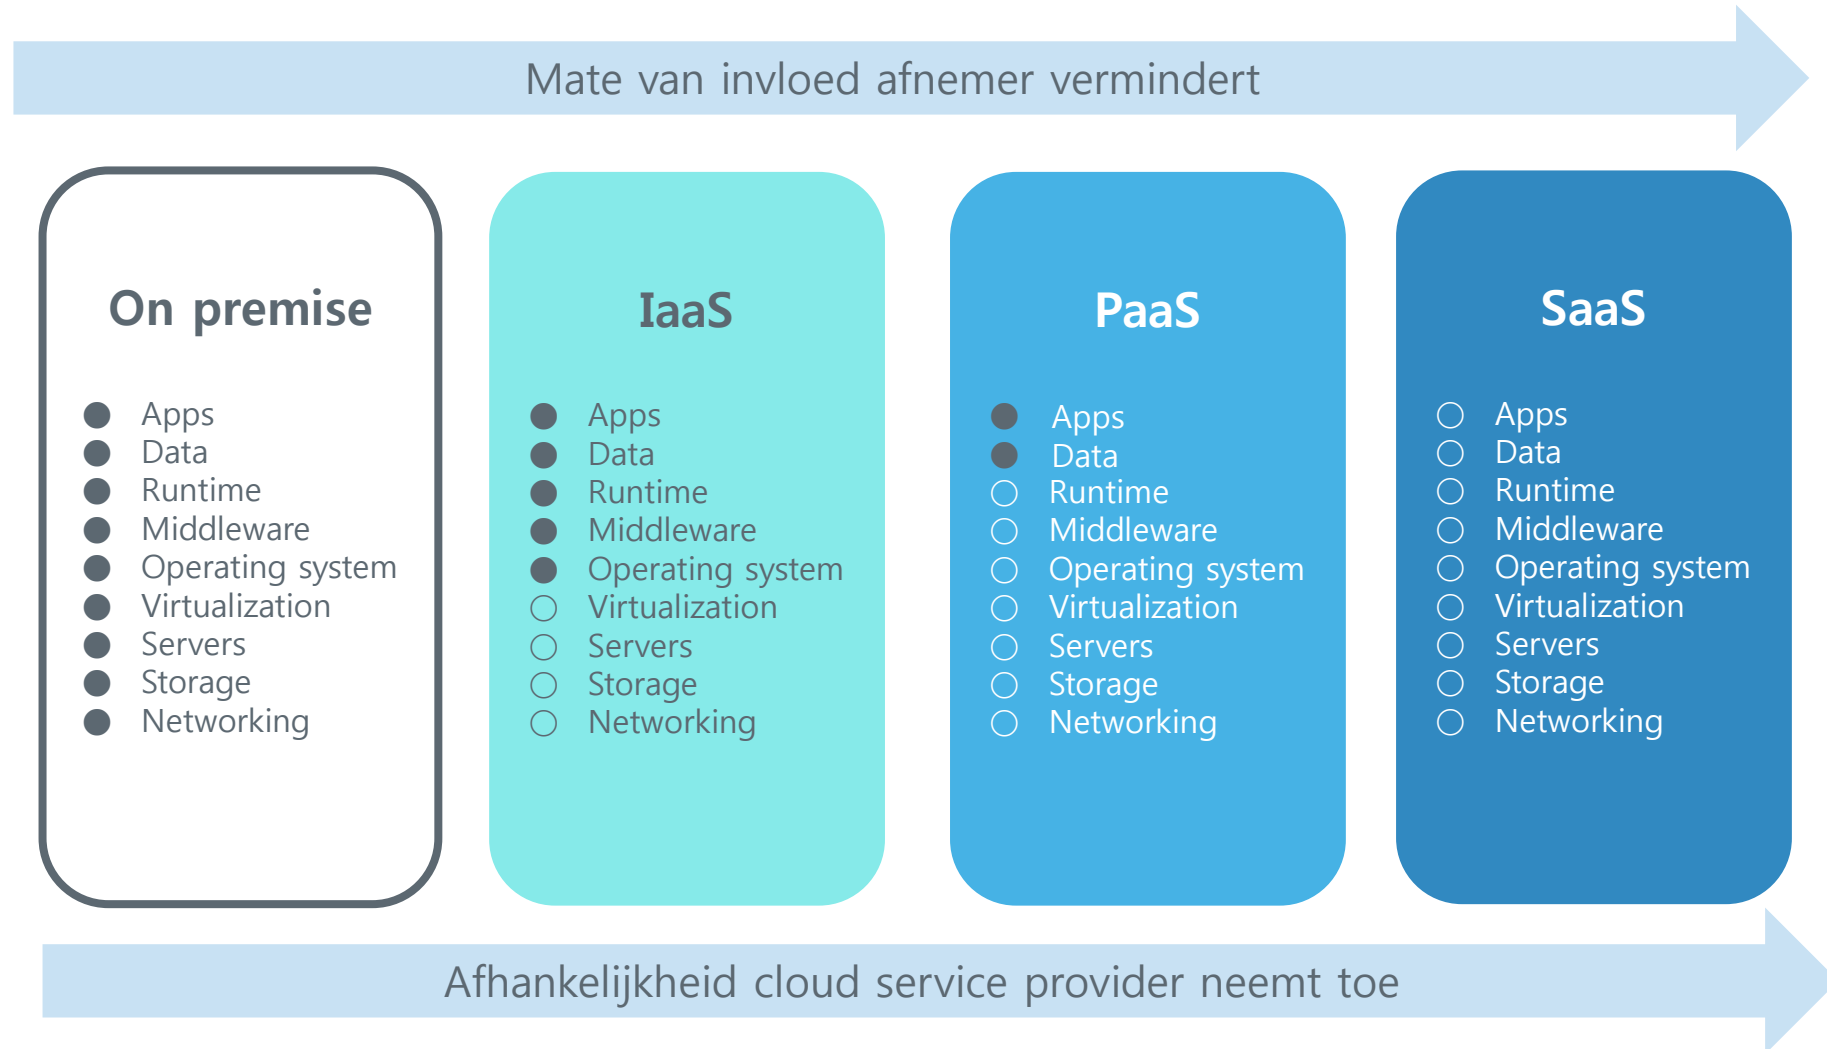 Mate van invloed afnemer vermindert
On premise
● Apps
● Data
● Runtime
● Middleware
● Operating system
● Virtualization
● Servers
● Storage
● Networking
IaaS
● Apps
● Data
● Runtime
● Middleware
● Operating system
○ Virtualization
○ Servers
○ Storage
○ Networking
PaaS
● Apps
● Data
○ Runtime
○ Middleware
○ Operating system
○ Virtualization
○ Servers
○ Storage
○ Networking
SaaS
○ Apps
○ Data
○ Runtime
○ Middleware
○ Operating system
○ Virtualization
○ Servers
○ Storage
○ Networking
Afhankelijkheid cloud service provider neemt toe